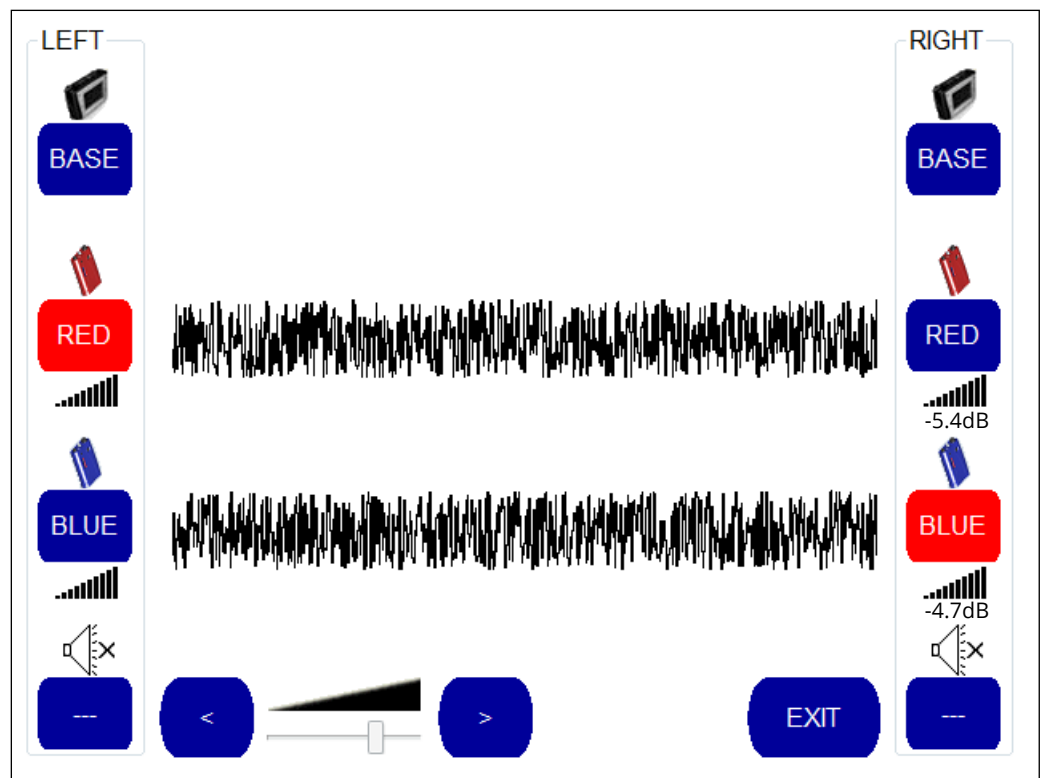 LEFT
RIGHT
BASE
BASE
RED
RED
-5.4dB
BLUE
BLUE
-4.7dB
---
<
>
EXIT
---